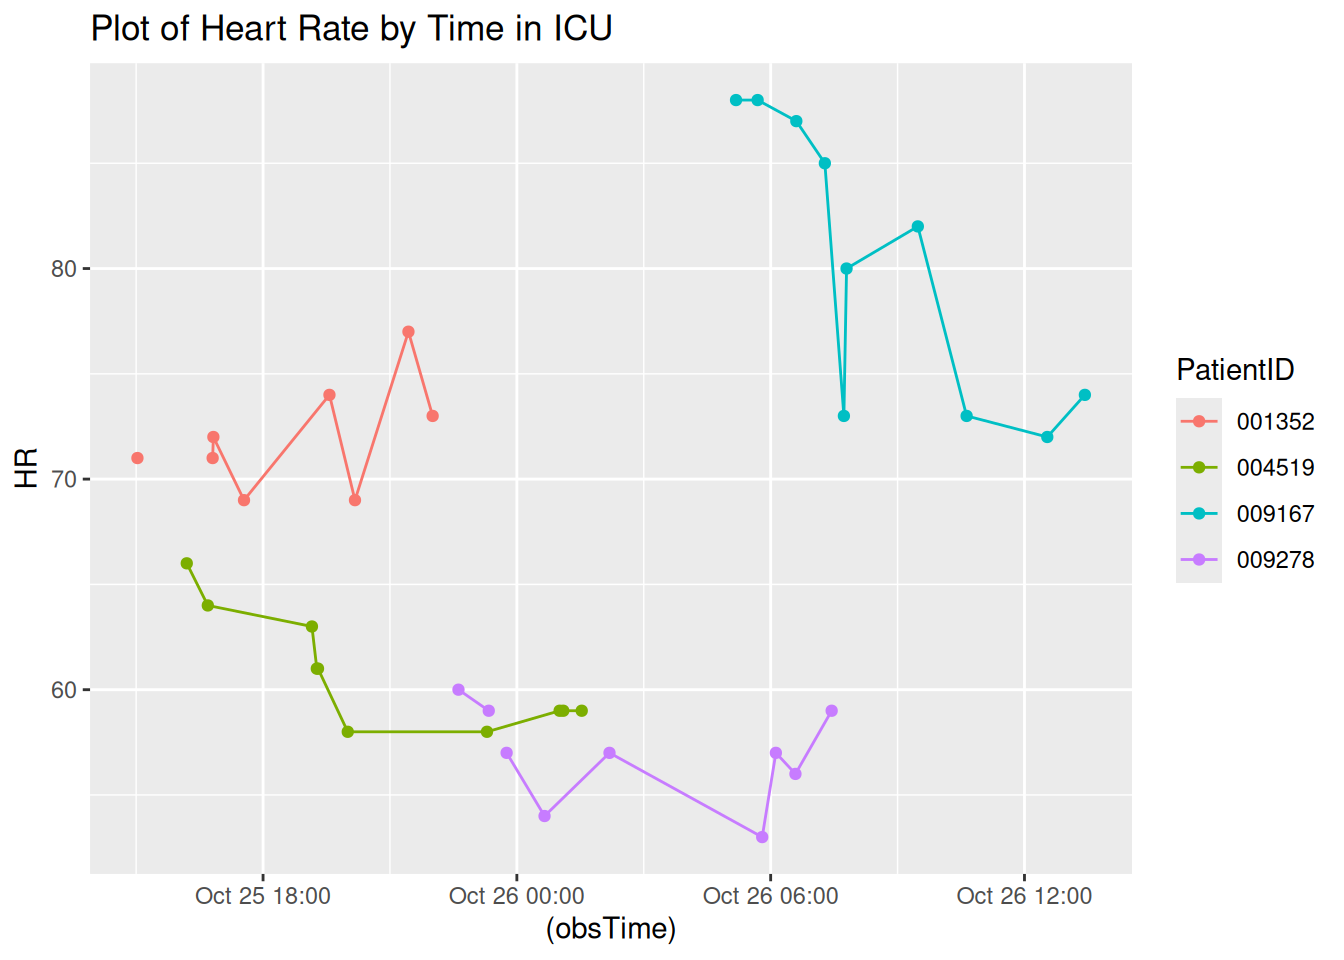 Plot of Heart Rate by Time in ICU
HR
80
70
60
Oct 25 18:00 Oct 26 00:00 Oct 26 06:00 Oct 26 12:00
(obsTime)
PatientID
001352
004519
009167
009278